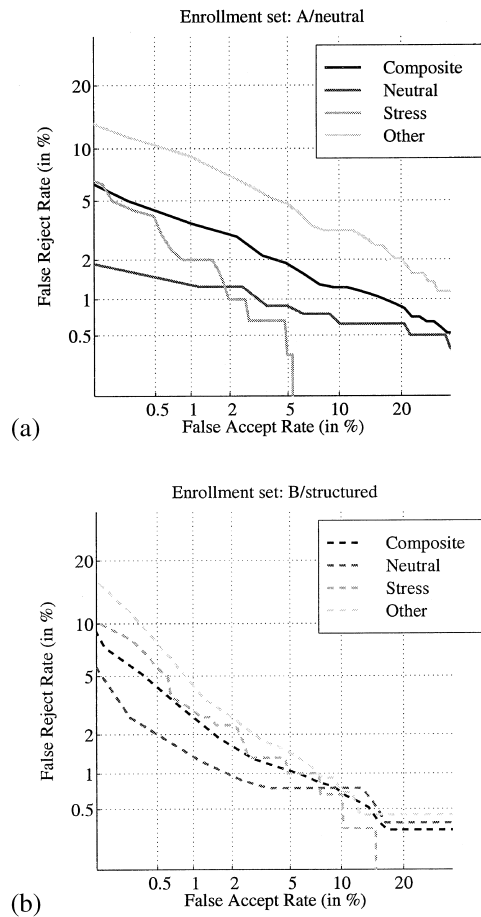 Enrollment set: A/neutral
Composite
Neutral
Stress
Other
False Reject Rate (in %)
20
10
5
2
1
0.5
0.5 1 2 5 10 20
False Accept Rate (in %)
(a)
Enrollment set: B/structured
Composite
Neutral
Stress
Other
False Reject Rate (in %)
20
10
5
2
1
0.5
0.5 1 2 5 10 20
False Accept Rate (in %)
(b)